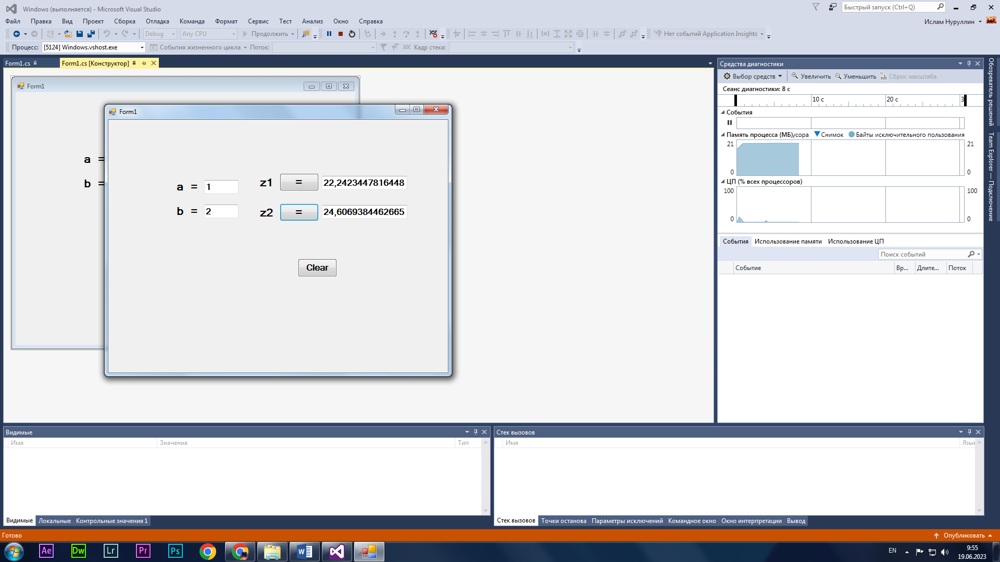 Windows (выполняется) - Microsoft Visual Studio
Быстрый запуск (Ctrl+Q)
Файл Правка Вид Проект Сборка Отладка Команда Формат Сервис Тест Анализ Окно Справка
Ислам Нуруллин
Debug Any CPU Продолжить Нет событий Application Insights
Процесс: [5124] Windows.vshost.exe События жизненного цикла Поток: Кадр стека:
Form1.cs Form1.cs [Конструктор]
Form1
a =
b =
Form1
a = 1 z1 = 22,2423447816448
b = 2 z2 = 24,6069384462665
Clear
Средства диагностики
Выбор средств Увеличить Уменьшить Сброс масштаба
Сеанс диагностики: 8 с
10 с 20 с 3
События
Память процесса (МБ) усора Снимок Байты исключительного пользования
21 21
0 0
ЦП (% всех процессоров)
100 100
0 0
События Использование памяти Использование ЦП
Поиск событий
Событие Вр... Длите... Поток
Обозреватель решений
Team Explorer — Подключение
Видимые
Имя Значение Тип
Видимые Локальные Контрольные значения 1
Стек вызовов
Имя Язык
Стек вызовов Точки останова Параметры исключений Командное окно Окно интерпретации Вывод
Готово
Опубликовать
Ae Dw Lr Pr Ps
EN
9:55
19.06.2023